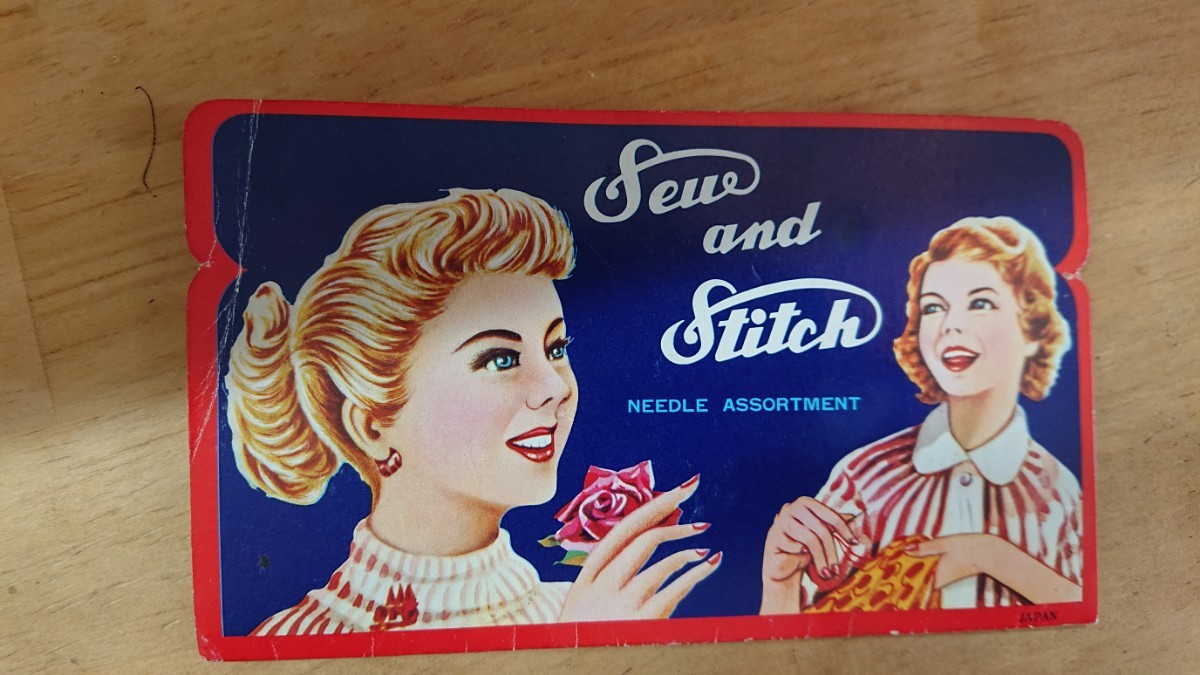 Sew
and
Stitch
NEEDLE ASSORTMENT
JAPAN